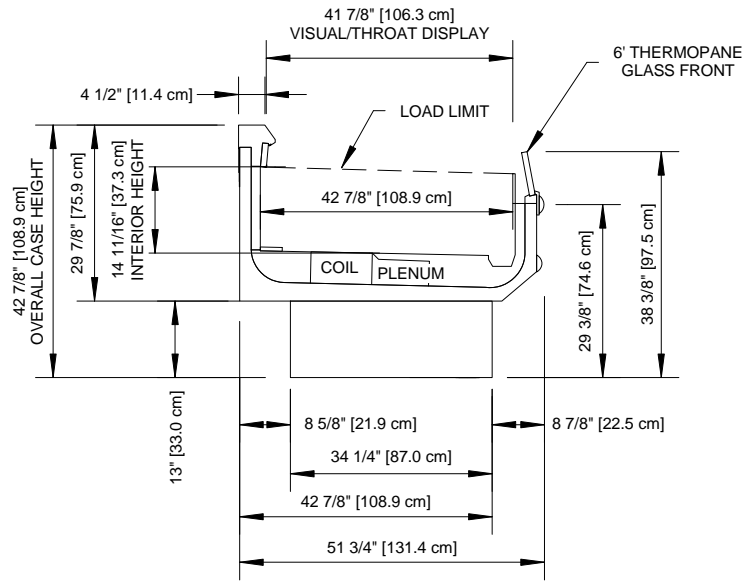 41 7/8" [106.3 cm]
VISUAL/THROAT DISPLAY
6' THERMOPANE
GLASS FRONT
4 1/2" [11.4 cm]
LOAD LIMIT
42 7/8" [108.9 cm]
OVERALL CASE HEIGHT
29 7/8" [75.9 cm]
14 11/16" [37.3 cm]
INTERIOR HEIGHT
42 7/8" [108.9 cm]
COIL
PLENUM
29 3/8" [74.6 cm]
38 3/8" [97.5 cm]
13" [33.0 cm]
8 5/8" [21.9 cm]
8 7/8" [22.5 cm]
34 1/4" [87.0 cm]
42 7/8" [108.9 cm]
51 3/4" [131.4 cm]